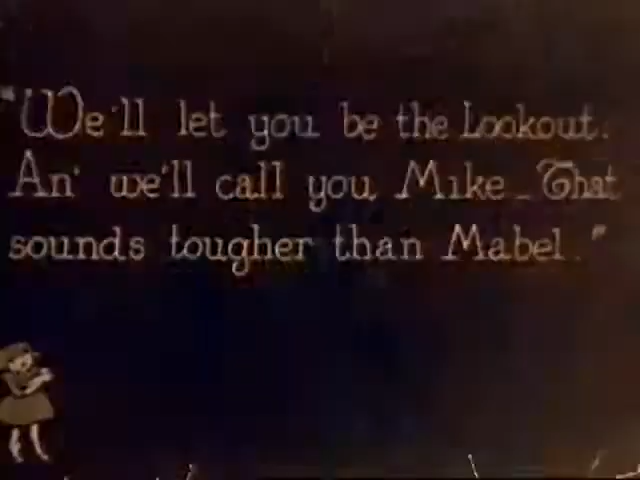 "We'll let you be the Lookout.
An' we'll call you Mike - That
sounds tougher than Mabel."